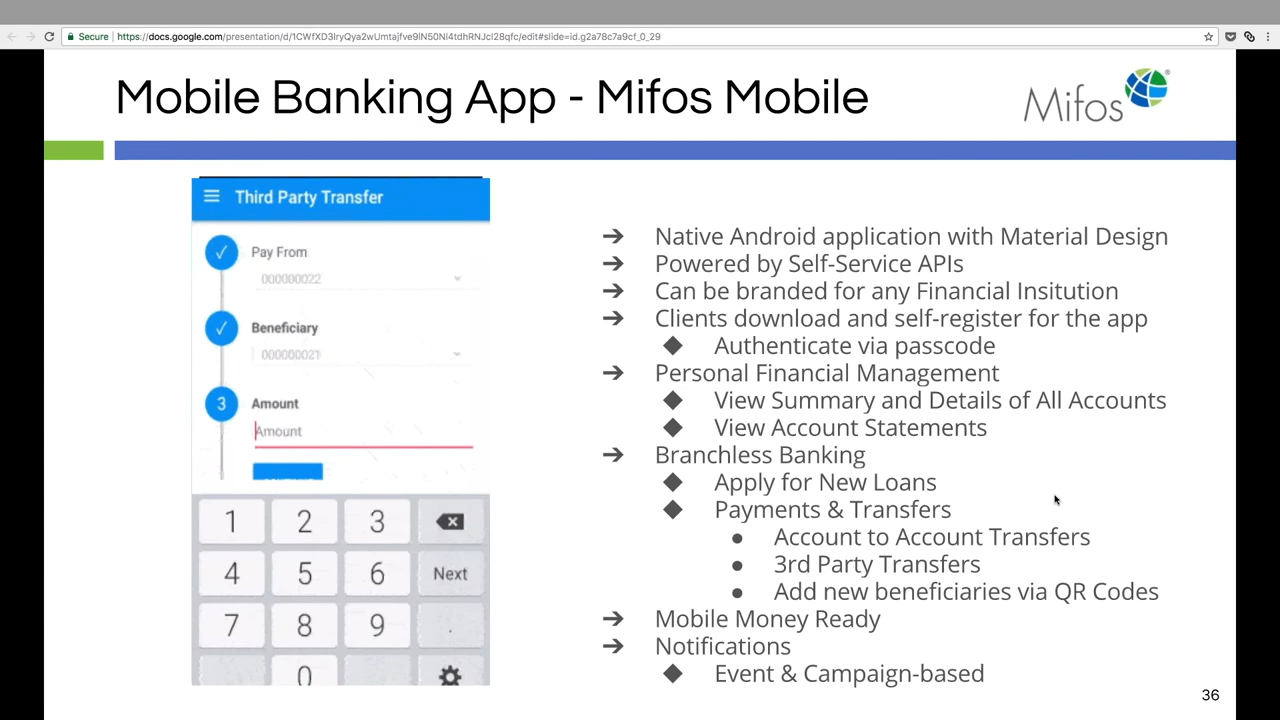 Secure
https://docs.google.com/presentation/d/1CWfXD3lryQya2wUmtajfve9lN50Nl4tdhRNJcl28qfc/edit#slide=id.g2a78c7a9cf_0_29
Mobile Banking App - Mifos Mobile
Mifos®
Third Party Transfer
Pay From
000000022
Beneficiary
000000021
3 Amount
Amount
1 2 3
4 5 6 Next
7 8 9 .
0
➔ Native Android application with Material Design
➔ Powered by Self-Service APIs
➔ Can be branded for any Financial Insitution
➔ Clients download and self-register for the app
◆ Authenticate via passcode
➔ Personal Financial Management
◆ View Summary and Details of All Accounts
◆ View Account Statements
➔ Branchless Banking
◆ Apply for New Loans
◆ Payments & Transfers
● Account to Account Transfers
● 3rd Party Transfers
● Add new beneficiaries via QR Codes
➔ Mobile Money Ready
➔ Notifications
◆ Event & Campaign-based
36